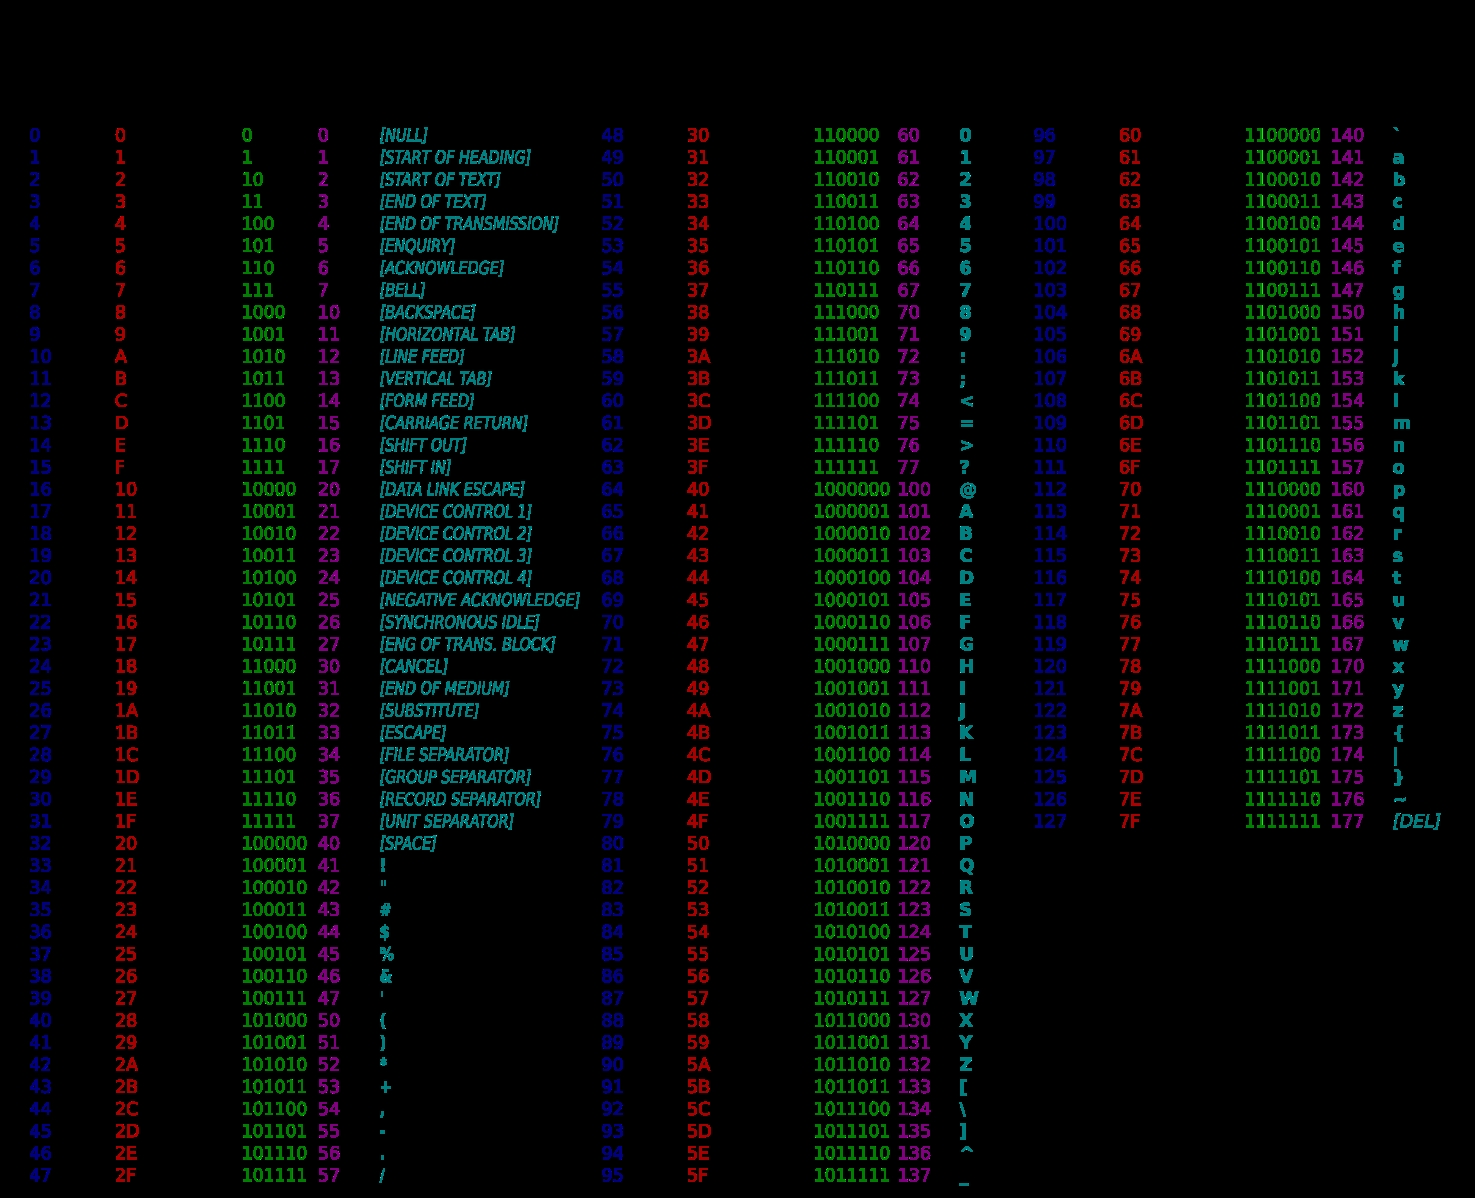 0 0 0 0 [NULL] 48 30 110000 60 0 96 60 1100000 140 `
1 1 1 1 [START OF HEADING] 49 31 110001 61 1 97 61 1100001 141 a
2 2 10 2 [START OF TEXT] 50 32 110010 62 2 98 62 1100010 142 b
3 3 11 3 [END OF TEXT] 51 33 110011 63 3 99 63 1100011 143 c
4 4 100 4 [END OF TRANSMISSION] 52 34 110100 64 4 100 64 1100100 144 d
5 5 101 5 [ENQUIRY] 53 35 110101 65 5 101 65 1100101 145 e
6 6 110 6 [ACKNOWLEDGE] 54 36 110110 66 6 102 66 1100110 146 f
7 7 111 7 [BELL] 55 37 110111 67 7 103 67 1100111 147 g
8 8 1000 10 [BACKSPACE] 56 38 111000 70 8 104 68 1101000 150 h
9 9 1001 11 [HORIZONTAL TAB] 57 39 111001 71 9 105 69 1101001 151 i
10 A 1010 12 [LINE FEED] 58 3A 111010 72 : 106 6A 1101010 152 j
11 B 1011 13 [VERTICAL TAB] 59 3B 111011 73 ; 107 6B 1101011 153 k
12 C 1100 14 [FORM FEED] 60 3C 111100 74 < 108 6C 1101100 154 l
13 D 1101 15 [CARRIAGE RETURN] 61 3D 111101 75 = 109 6D 1101101 155 m
14 E 1110 16 [SHIFT OUT] 62 3E 111110 76 > 110 6E 1101110 156 n
15 F 1111 17 [SHIFT IN] 63 3F 111111 77 ? 111 6F 1101111 157 o
16 10 10000 20 [DATA LINK ESCAPE] 64 40 1000000 100 @ 112 70 1110000 160 p
17 11 10001 21 [DEVICE CONTROL 1] 65 41 1000001 101 A 113 71 1110001 161 q
18 12 10010 22 [DEVICE CONTROL 2] 66 42 1000010 102 B 114 72 1110010 162 r
19 13 10011 23 [DEVICE CONTROL 3] 67 43 1000011 103 C 115 73 1110011 163 s
20 14 10100 24 [DEVICE CONTROL 4] 68 44 1000100 104 D 116 74 1110100 164 t
21 15 10101 25 [NEGATIVE ACKNOWLEDGE] 69 45 1000101 105 E 117 75 1110101 165 u
22 16 10110 26 [SYNCHRONOUS IDLE] 70 46 1000110 106 F 118 76 1110110 166 v
23 17 10111 27 [ENG OF TRANS. BLOCK] 71 47 1000111 107 G 119 77 1110111 167 w
24 18 11000 30 [CANCEL] 72 48 1001000 110 H 120 78 1111000 170 x
25 19 11001 31 [END OF MEDIUM] 73 49 1001001 111 I 121 79 1111001 171 y
26 1A 11010 32 [SUBSTITUTE] 74 4A 1001010 112 J 122 7A 1111010 172 z
27 1B 11011 33 [ESCAPE] 75 4B 1001011 113 K 123 7B 1111011 173 {
28 1C 11100 34 [FILE SEPARATOR] 76 4C 1001100 114 L 124 7C 1111100 174 |
29 1D 11101 35 [GROUP SEPARATOR] 77 4D 1001101 115 M 125 7D 1111101 175 }
30 1E 11110 36 [RECORD SEPARATOR] 78 4E 1001110 116 N 126 7E 1111110 176 ~
31 1F 11111 37 [UNIT SEPARATOR] 79 4F 1001111 117 O 127 7F 1111111 177 [DEL]
32 20 100000 40 [SPACE] 80 50 1010000 120 P
33 21 100001 41 ! 81 51 1010001 121 Q
34 22 100010 42 " 82 52 1010010 122 R
35 23 100011 43 # 83 53 1010011 123 S
36 24 100100 44 $ 84 54 1010100 124 T
37 25 100101 45 % 85 55 1010101 125 U
38 26 100110 46 & 86 56 1010110 126 V
39 27 100111 47 ' 87 57 1010111 127 W
40 28 101000 50 ( 88 58 1011000 130 X
41 29 101001 51 ) 89 59 1011001 131 Y
42 2A 101010 52 * 90 5A 1011010 132 Z
43 2B 101011 53 + 91 5B 1011011 133 [
44 2C 101100 54 , 92 5C 1011100 134 \
45 2D 101101 55 - 93 5D 1011101 135 ]
46 2E 101110 56 . 94 5E 1011110 136 ^
47 2F 101111 57 / 95 5F 1011111 137 _